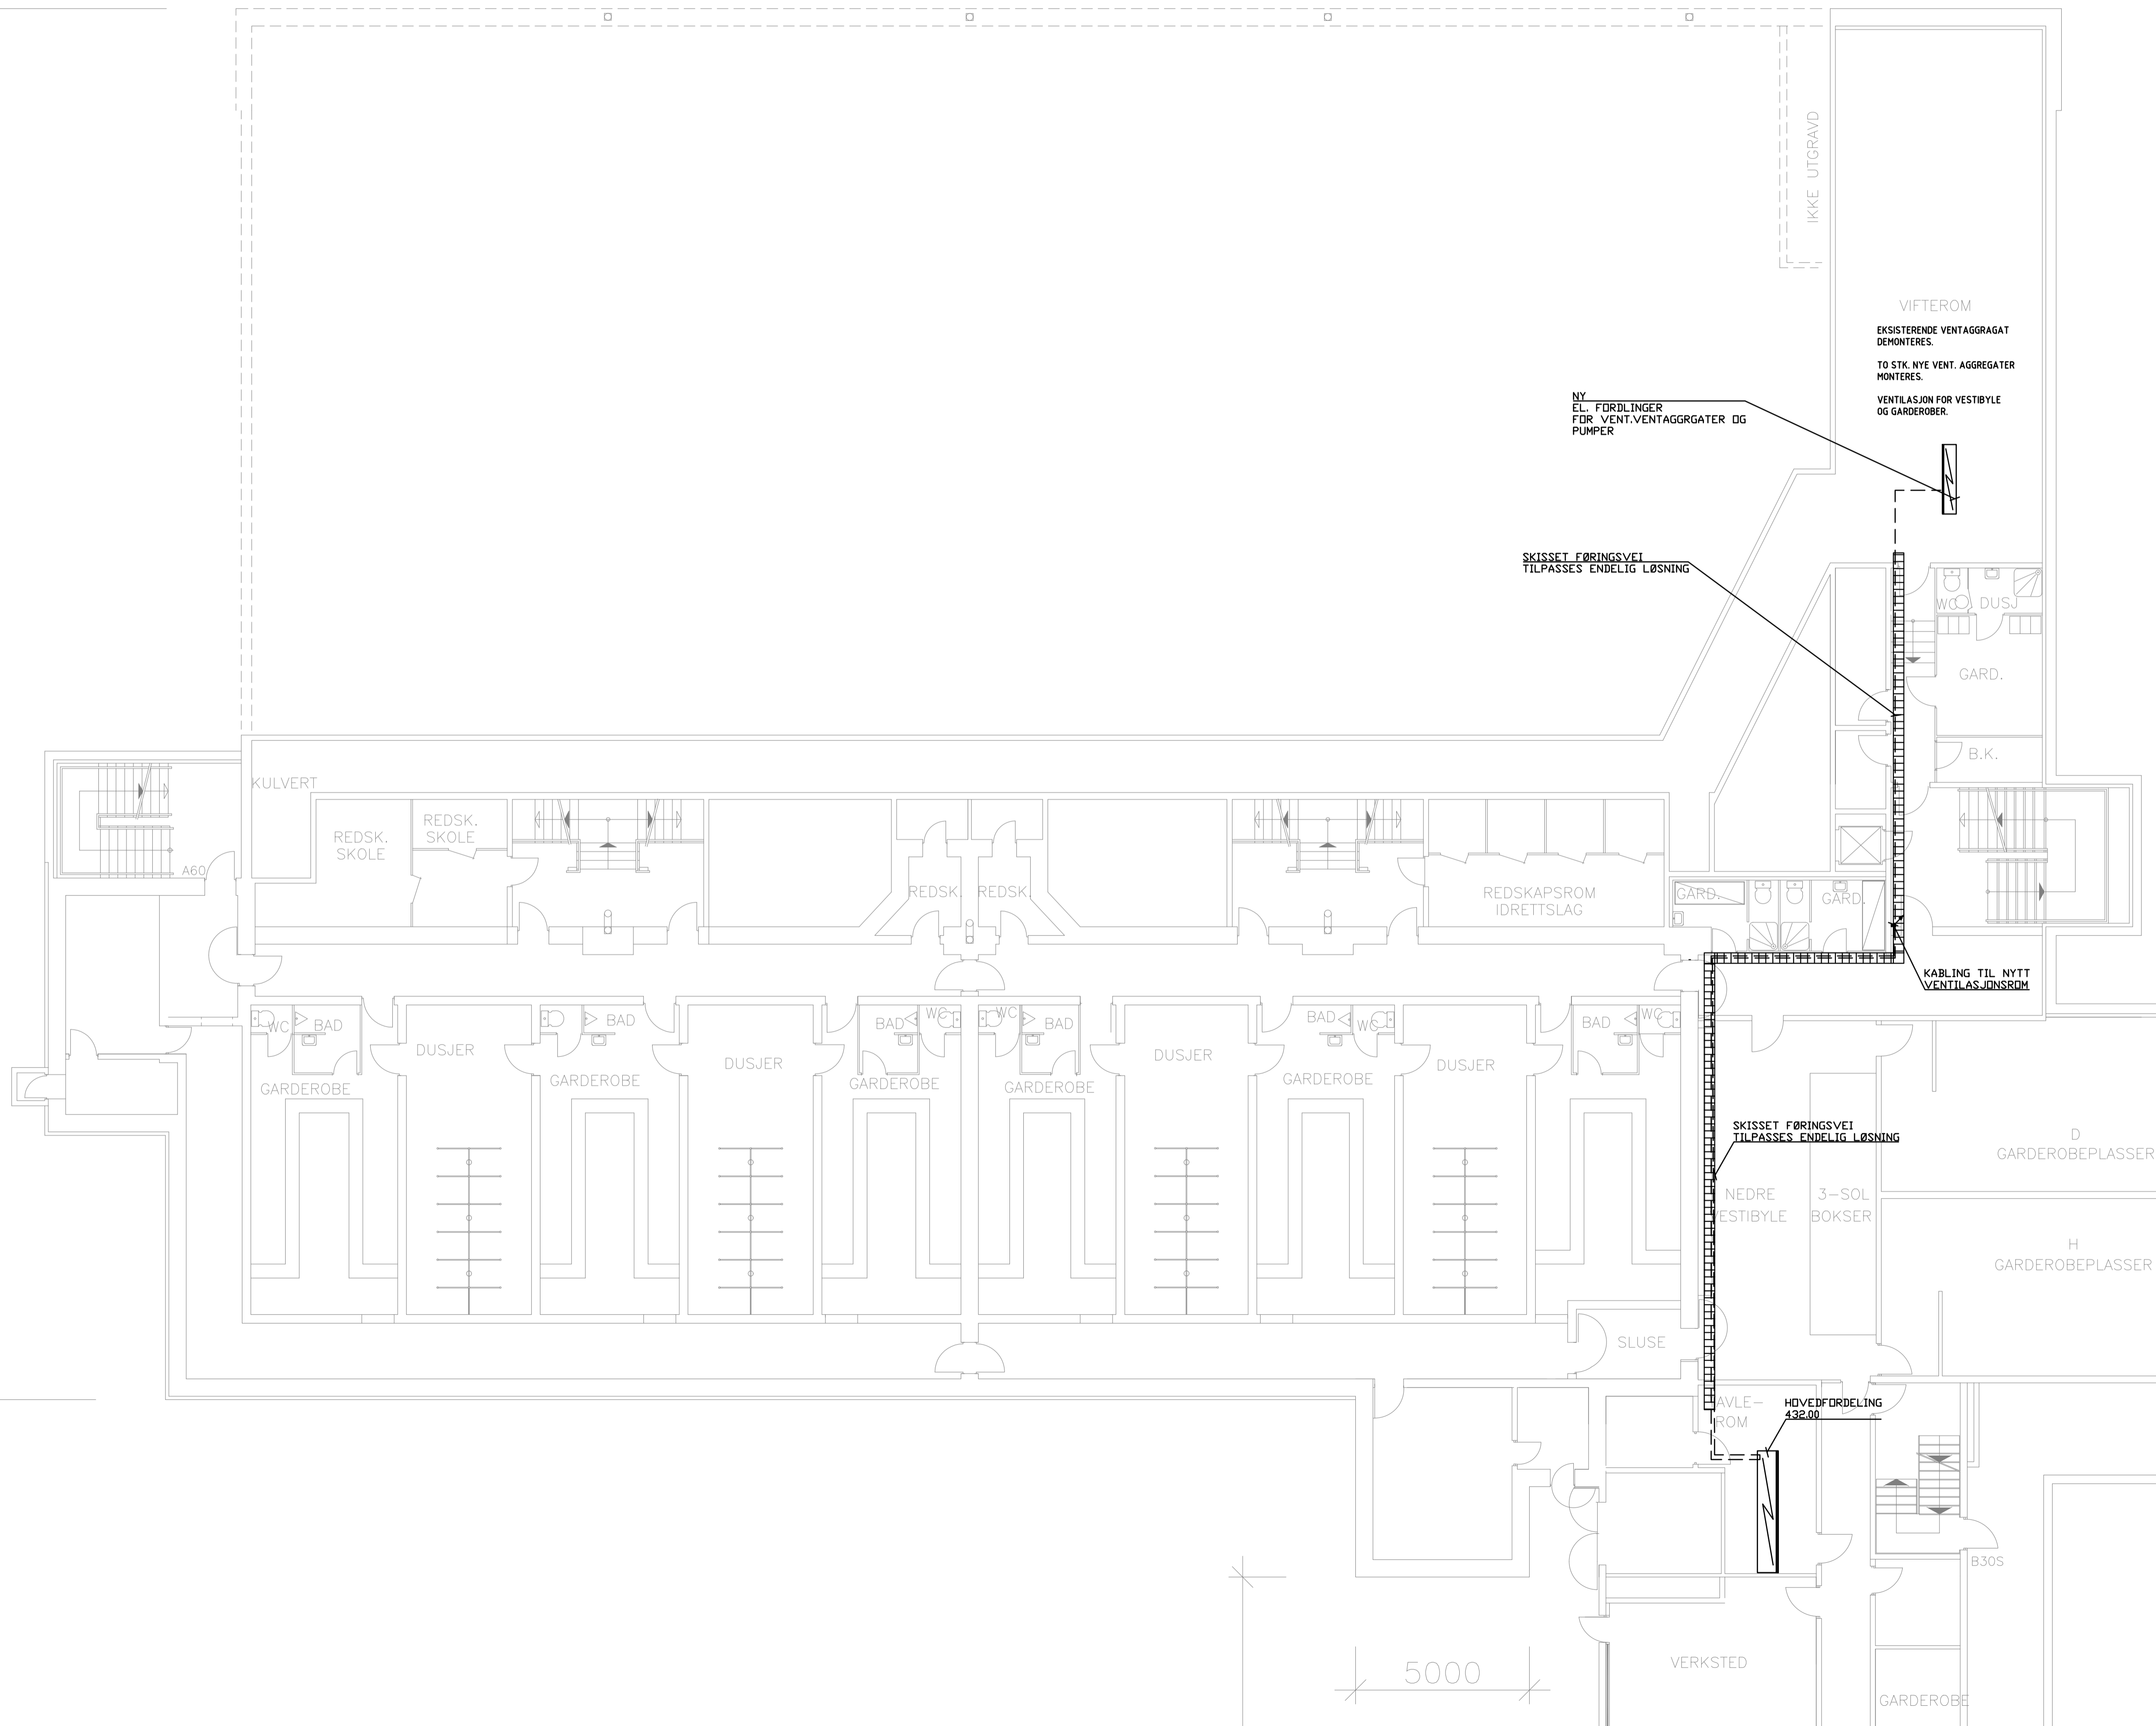 IKKE UTGRAVD
VIFTEROM
EKSISTERENDE VENTAGGRAGAT
DEMONTERES.
TO STK. NYE VENT. AGGREGATER
MONTERES.
VENTILASJON FOR VESTIBYLE
OG GARDEROBER.
NY
EL. FORDLINGER
FOR VENT.VENTAGGRGATER OG
PUMPER
SKISSET FØRINGSVEI
TILPASSES ENDELIG LØSNING
WC
DUSJ
GARD.
B.K.
KULVERT
A60
REDSK.
SKOLE
REDSK.
SKOLE
REDSK.
REDSK.
REDSKAPSROM
IDRETTSLAG
GARD.
GARD.
KABLING TIL NYTT
VENTILASJONSROM
WC
BAD
BAD
BAD
WC
WC
BAD
BAD
WC
BAD
WC
DUSJER
DUSJER
DUSJER
DUSJER
GARDEROBE
GARDEROBE
GARDEROBE
GARDEROBE
GARDEROBE
SKISSET FØRINGSVEI
TILPASSES ENDELIG LØSNING
D
GARDEROBEPLASSER
NEDRE
VESTIBYLE
3-SOL
BOKSER
H
GARDEROBEPLASSER
SLUSE
AVLE-
ROM
HOVEDFORDELING
432.00
B30S
5000
VERKSTED
GARDEROBE